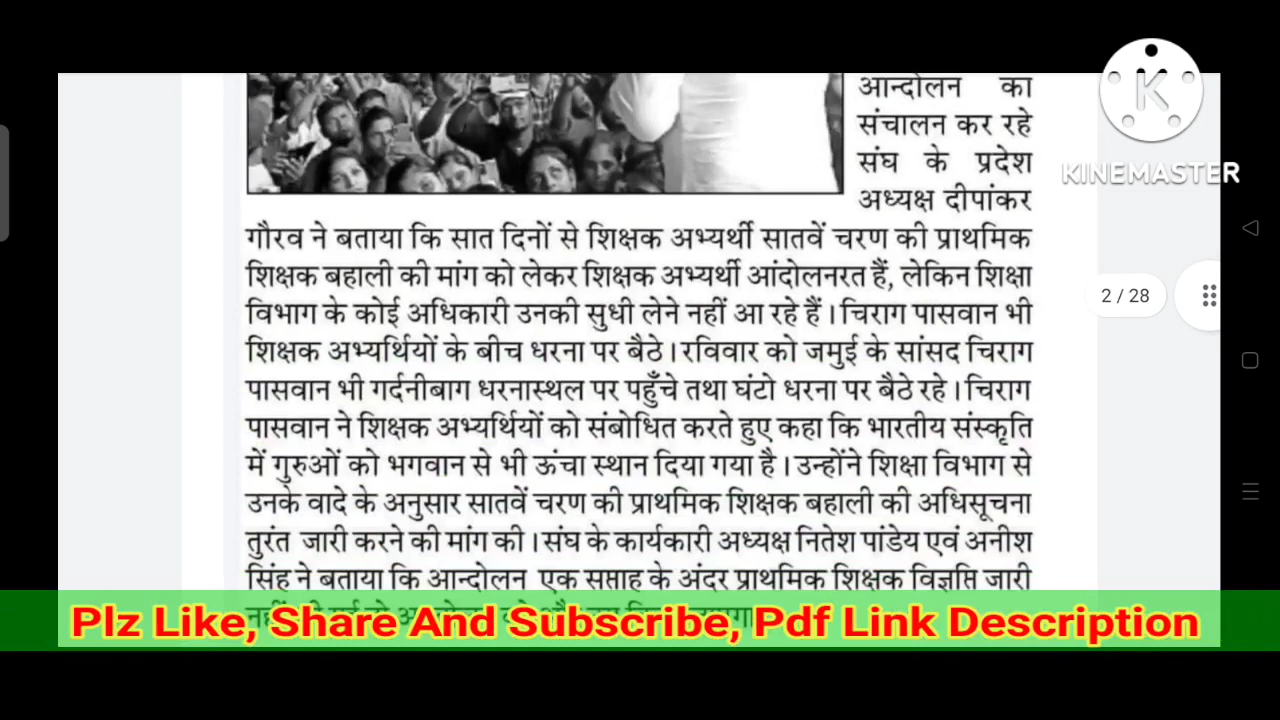 आन्दोलन का
संचालन कर रहे
संघ के प्रदेश
अध्यक्ष दीपांकर
गौरव ने बताया कि सात दिनों से शिक्षक अभ्यर्थी सातवें चरण की प्राथमिक
शिक्षक बहाली की मांग को लेकर शिक्षक अभ्यर्थी आंदोलनरत हैं, लेकिन शिक्षा
विभाग के कोई अधिकारी उनकी सुधी लेने नहीं आ रहे हैं। चिराग पासवान भी
शिक्षक अभ्यर्थियों के बीच धरना पर बैठे। रविवार को जमुई के सांसद चिराग
पासवान भी गर्दनीबाग धरनास्थल पर पहुँचे तथा घंटो धरना पर बैठे रहे। चिराग
पासवान ने शिक्षक अभ्यर्थियों को संबोधित करते हुए कहा कि भारतीय संस्कृति
में गुरुओं को भगवान से भी ऊंचा स्थान दिया गया है। उन्होंने शिक्षा विभाग से
उनके वादे के अनुसार सातवें चरण की प्राथमिक शिक्षक बहाली की अधिसूचना
तुरंत जारी करने की मांग की। संघ के कार्यकारी अध्यक्ष नितेश पांडेय एवं अनीश
सिंह ने बताया कि आन्दोलन एक सप्ताह के अंदर प्राथमिक शिक्षक विज्ञप्ति जारी
Plz Like, Share And Subscribe, Pdf Link Description
K
KINEMASTER
2 / 28